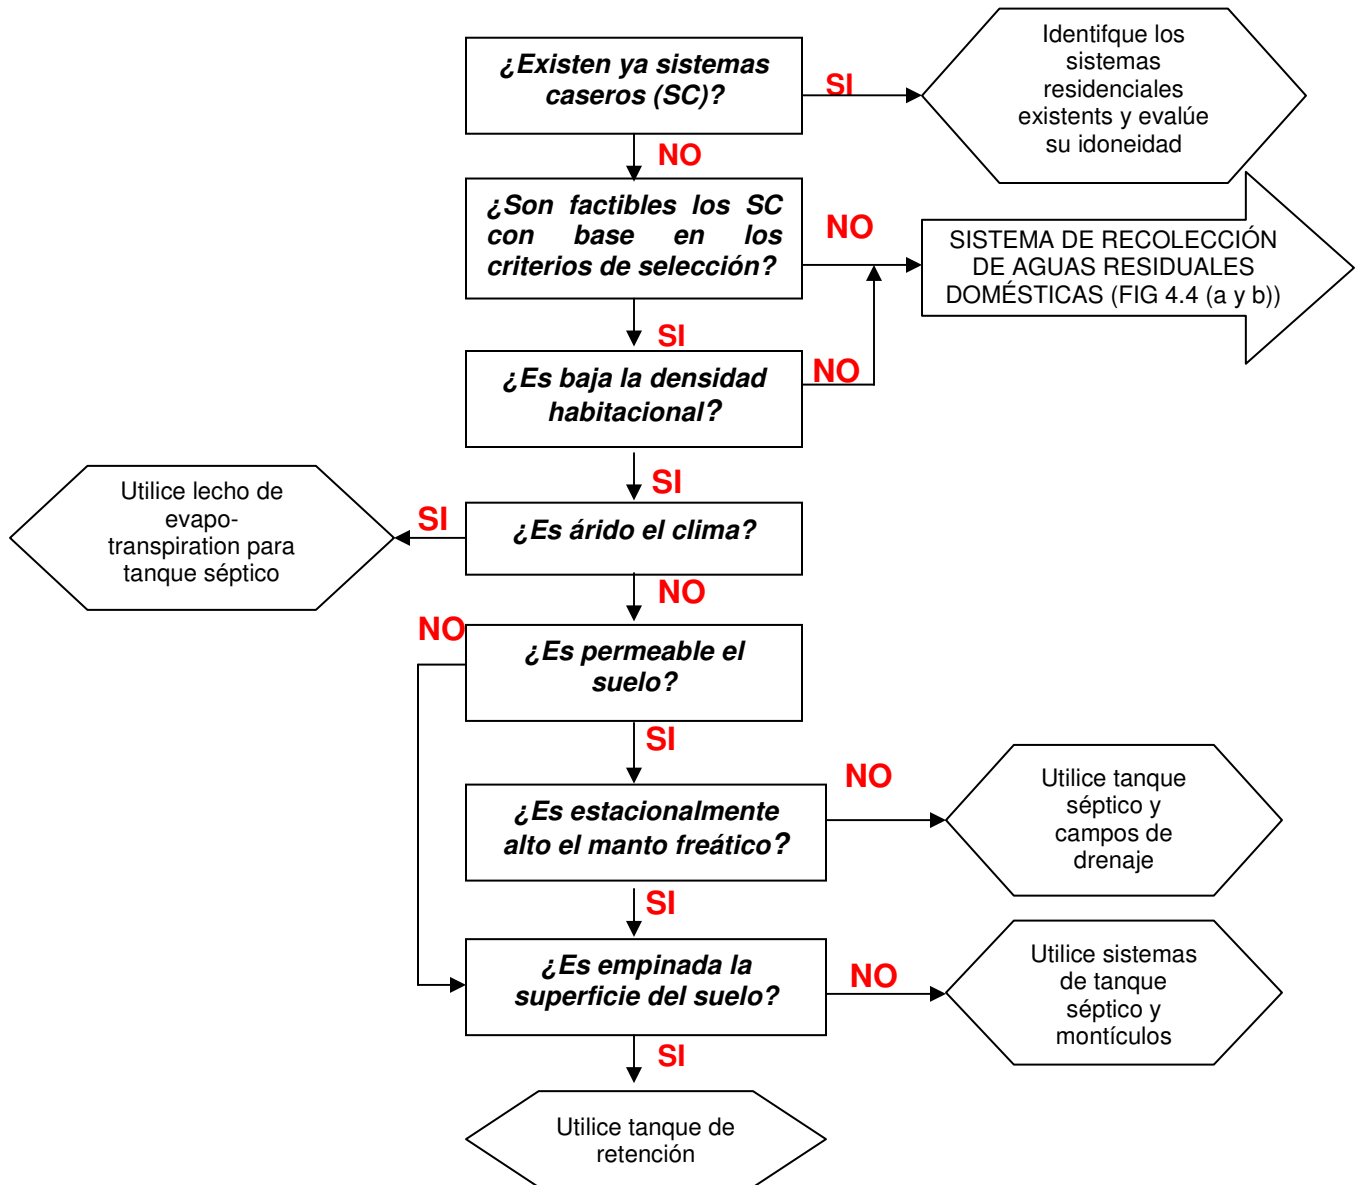 ¿Existen ya sistemas
caseros (SC)?
SI
Identifque los
sistemas
residenciales
existents y evalúe
su idoneidad
NO
¿Son factibles los SC
con base en los
criterios de selección?
NO
SISTEMA DE RECOLECCIÓN
DE AGUAS RESIDUALES
DOMÉSTICAS (FIG 4.4 (a y b))
SI
¿Es baja la densidad
habitacional?
NO
SI
Utilice lecho de
evapo-
transpiration para
tanque séptico
SI
¿Es árido el clima?
NO
NO
¿Es permeable el
suelo?
SI
¿Es estacionalmente
alto el manto freático?
NO
Utilice tanque
séptico y
campos de
drenaje
SI
¿Es empinada la
superficie del suelo?
NO
Utilice sistemas
de tanque
séptico y
montículos
SI
Utilice tanque de
retención